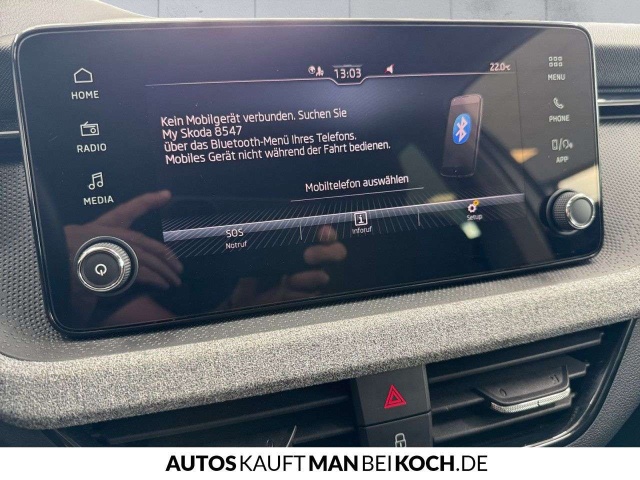 13:03
22.0°C
HOME
RADIO
MEDIA
Kein Mobilgerät verbunden. Suchen Sie
My Skoda 8547
über das Bluetooth-Menü Ihres Telefons.
Mobiles Gerät nicht während der Fahrt bedienen.
Mobiltelefon auswählen
SOS
Notruf
Inforuf
Setup
MENU
PHONE
APP
AUTOSKAUFTMANBEIKOCH.DE